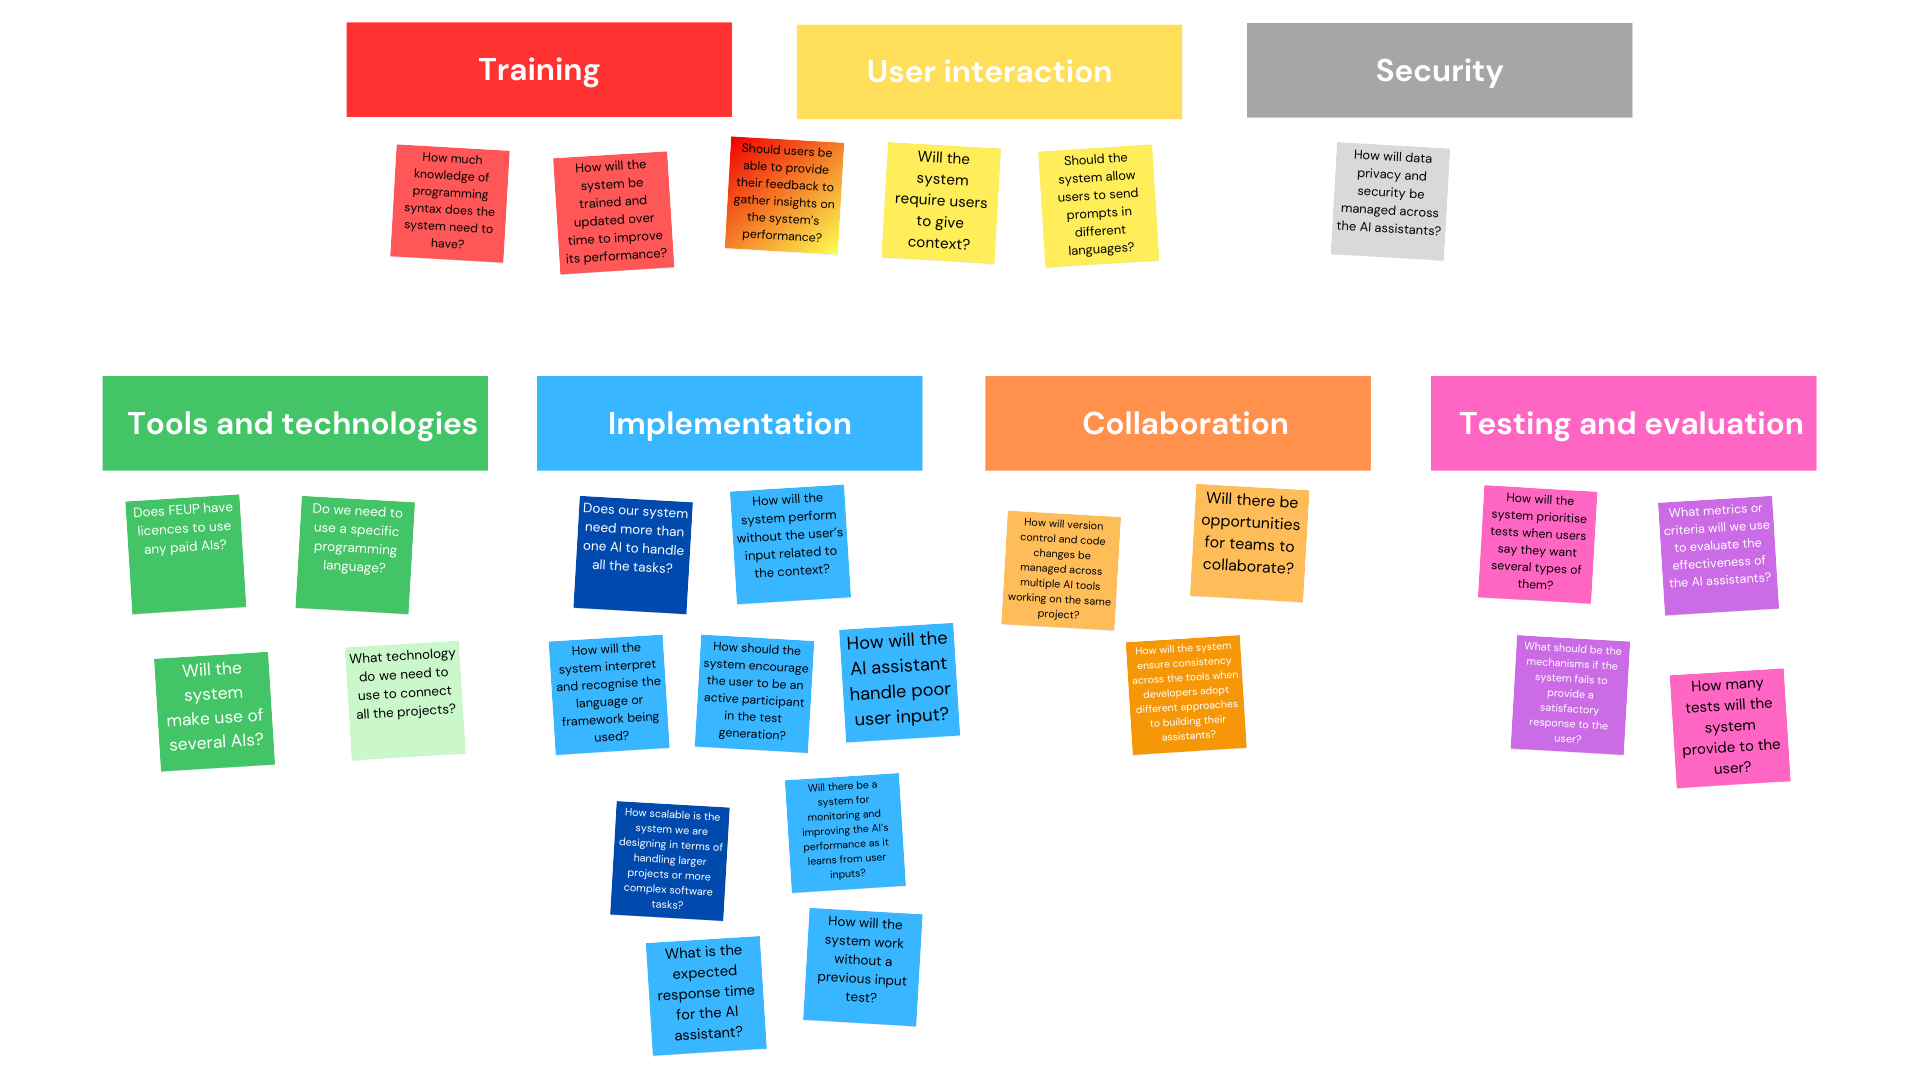 Training
User interaction
Security
How much
knowledge of
programming
syntax does the
system need to
have?
How will the
system be
trained and
updated over
time to improve
its performance?
Should users be
able to provide
their feedback to
gather insights on
the system's
performance?
Will the
system
require users
to give
context?
Should the
system allow
users to send
prompts in
different
languages?
How will data
privacy and
security be
managed across
the AI assistants?
Tools and technologies
Implementation
Collaboration
Testing and evaluation
Does FEUP have
licences to use
any paid AIs?
Do we need to
use a specific
programming
language?
Will the
system
make use of
several AIs?
What technology
do we need to
use to connect
all the projects?
Does our system
need more than
one AI to handle
all the tasks?
How will the
system perform
without the user's
input related to
the context?
How will the
system interpret
and recognise the
language or
framework being
used?
How should the
system encourage
the user to be an
active participant
in the test
generation?
How will the
AI assistant
handle poor
user input?
How scalable is the
system we are
designing in terms of
handling larger
projects or more
complex software
tasks?
Will there be a
system for
monitoring and
improving the AI's
performance as it
learns from user
inputs?
What is the
expected
response time
for the AI
assistant?
How will the
system work
without a
previous input
test?
How will version
control and code
changes be
managed across
multiple AI tools
working on the same
project?
Will there be
opportunities
for teams to
collaborate?
How will the system
ensure consistency
across the tools when
developers adopt
different approaches
to building their
assistants?
How will the
system prioritise
tests when users
say they want
several types of
them?
What metrics or
criteria will we use
to evaluate the
effectiveness of
the AI assistants?
What should be the
mechanisms if the
system fails to
provide a
satisfactory
response to the
user?
How many
tests will the
system
provide to the
user?